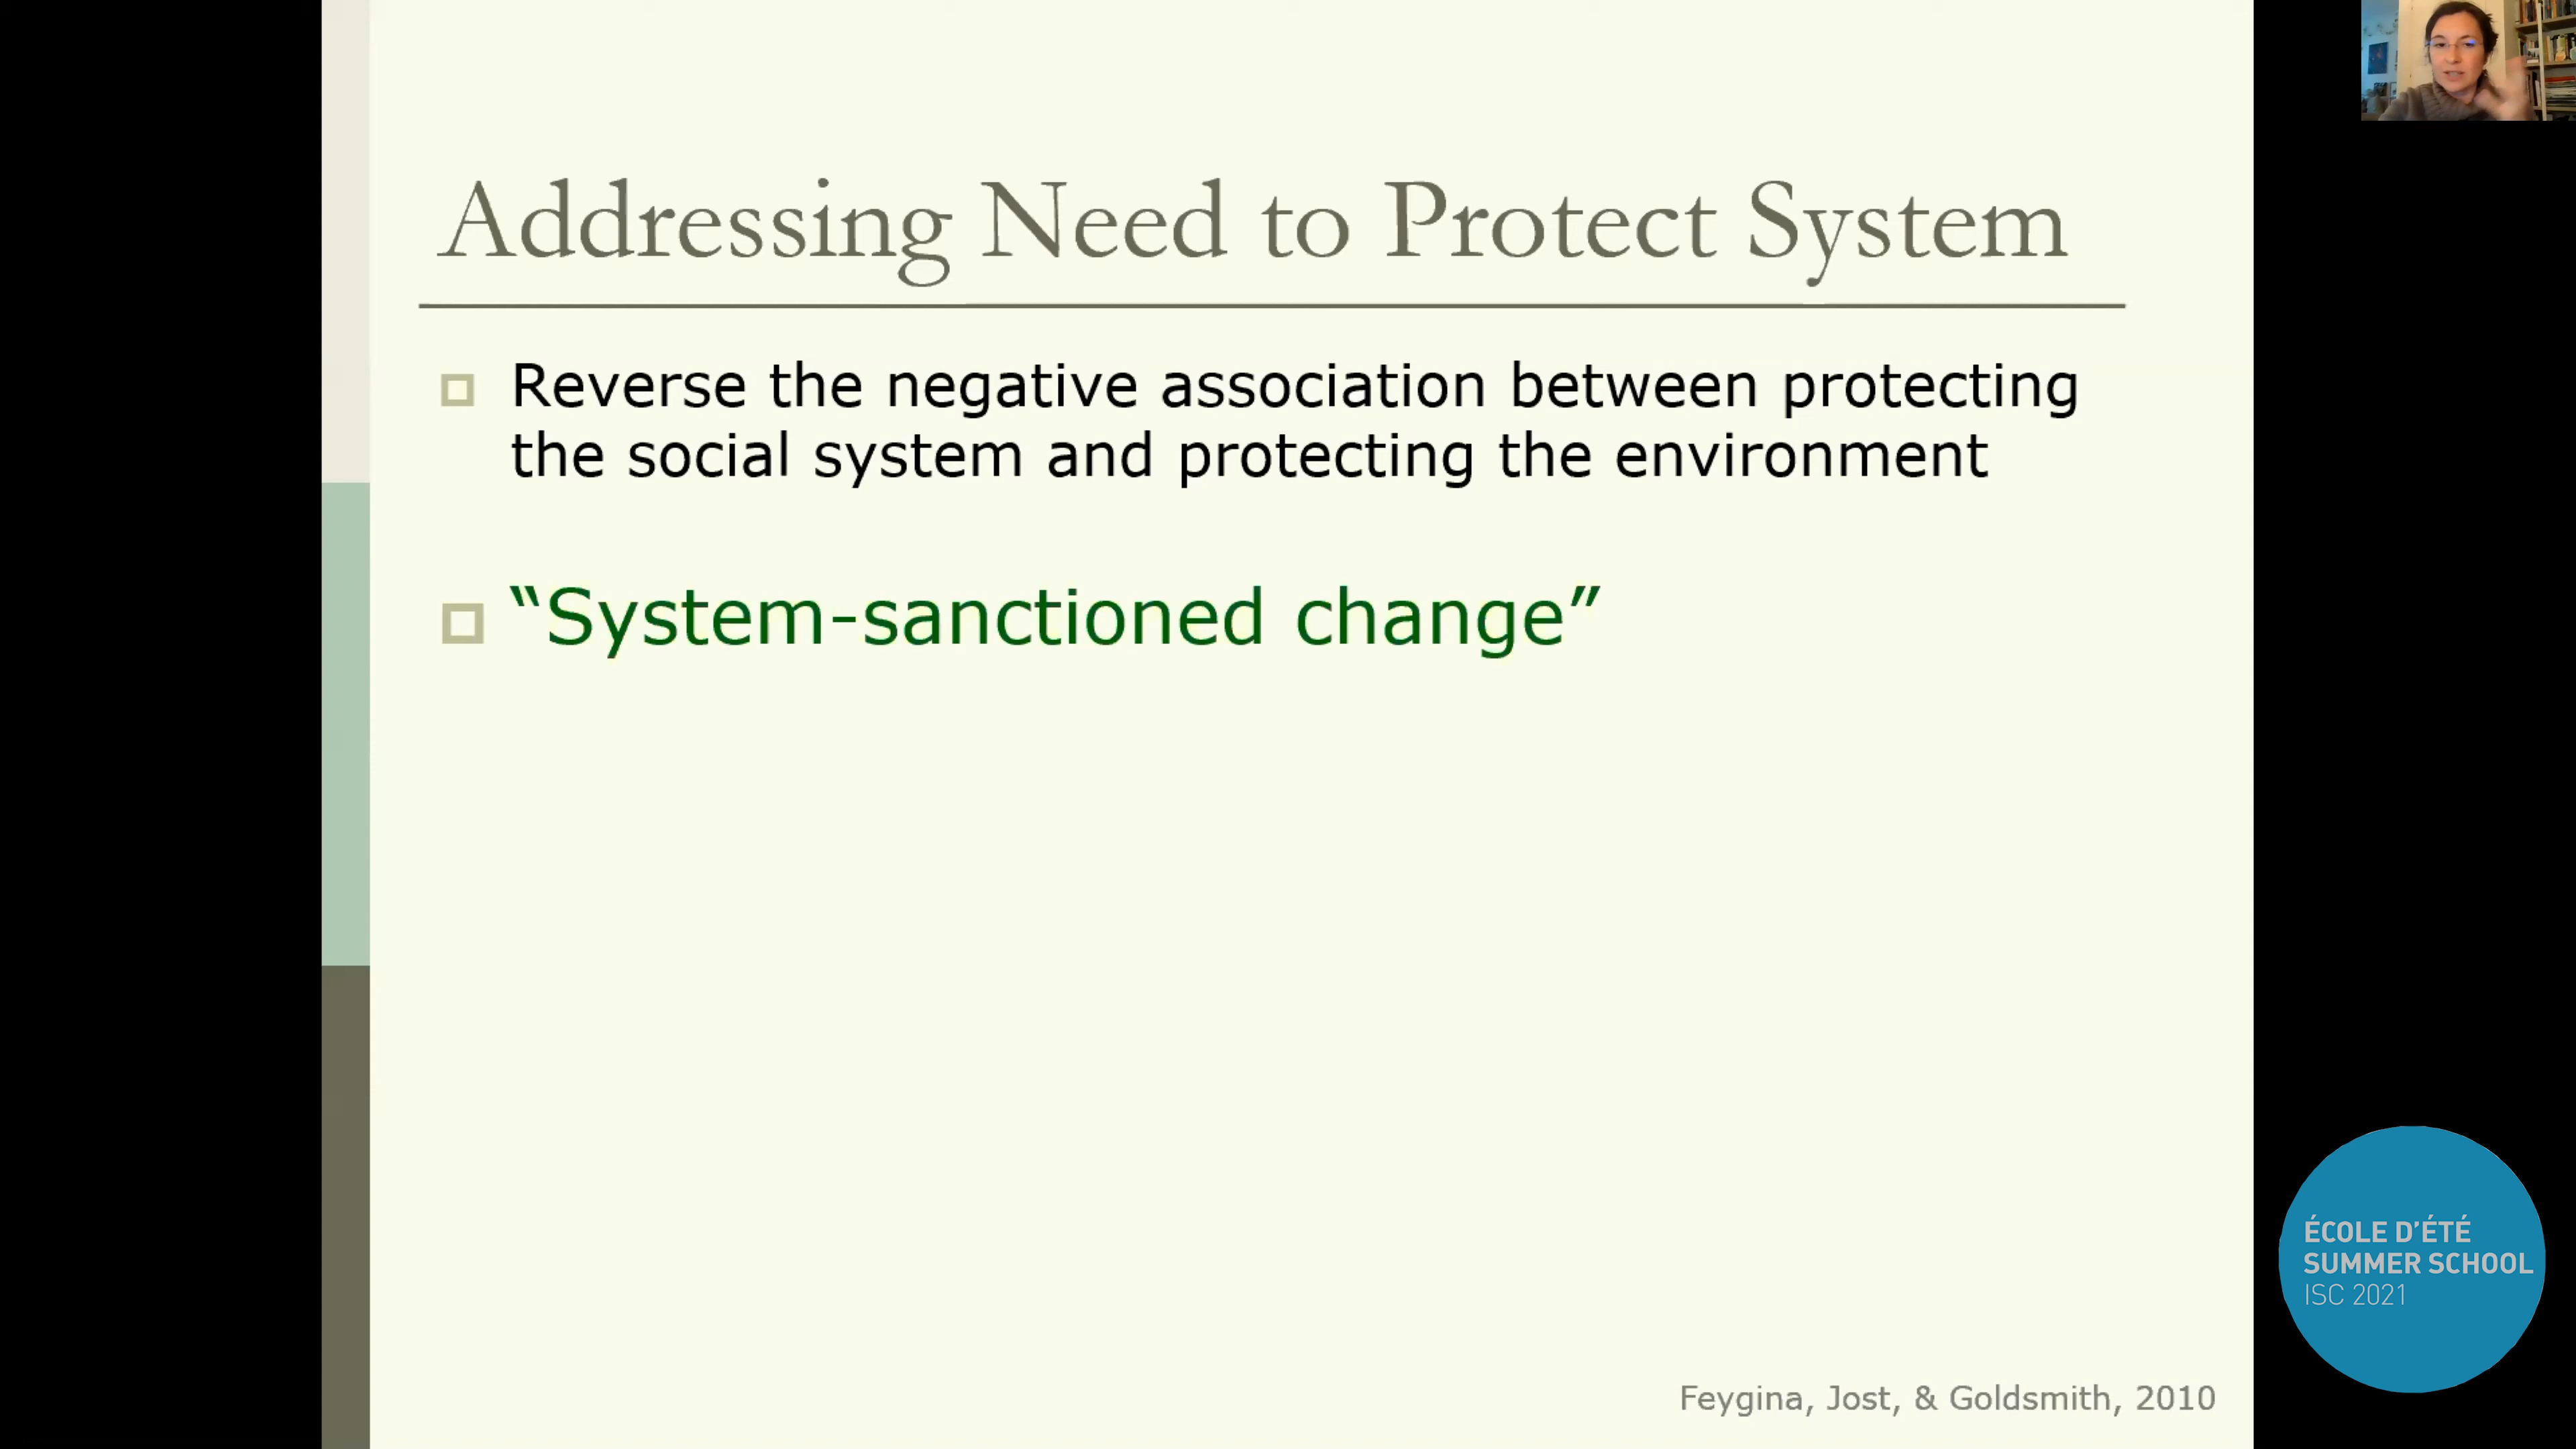 Addressing Need to Protect System
Reverse the negative association between protecting
the social system and protecting the environment
“System-sanctioned change”
Feygina, Jost, & Goldsmith, 2010
ÉCOLE D’ÉTÉ
SUMMER SCHOOL
ISC 2021